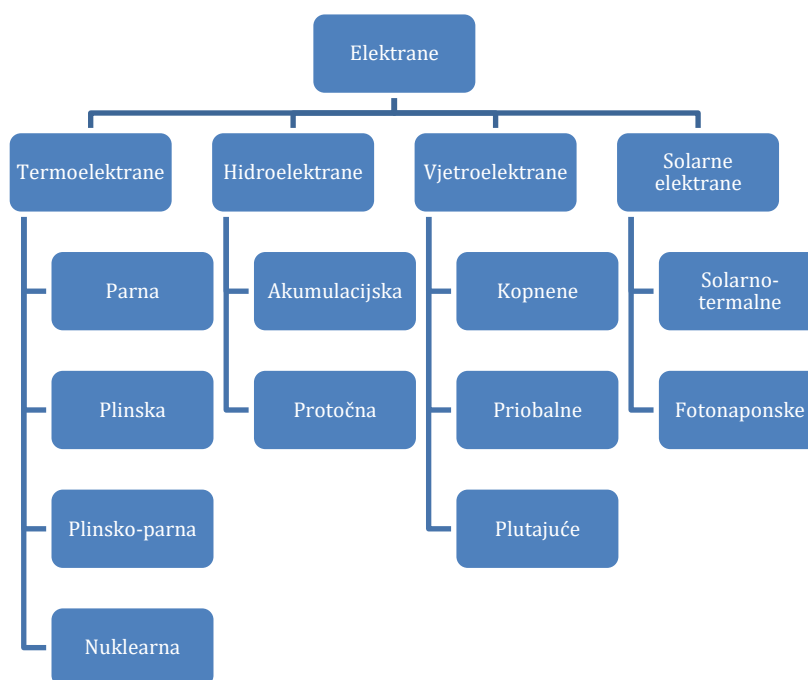 Elektrane
Termoelektrane
Hidroelektrane
Vjetroelektrane
Solarne
elektrane
Parna
Akumulacijska
Kopnene
Solarno-
termalne
Plinska
Protočna
Priobalne
Fotonaponske
Plinsko-parna
Plutajuće
Nuklearna